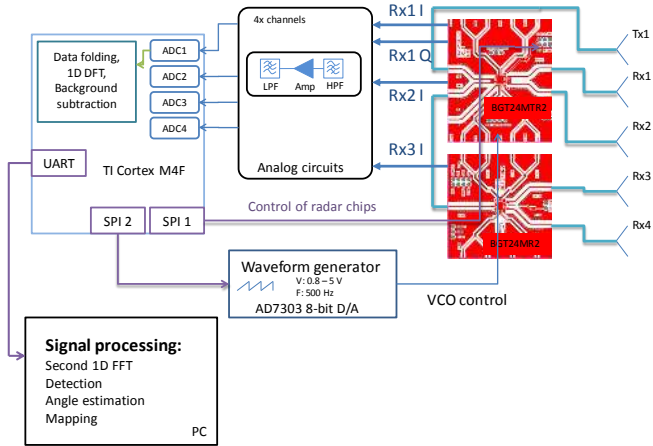 Data folding,
1D DFT,
Background
subtraction
ADC1
ADC2
ADC3
ADC4
UART
TI Cortex M4F
SPI 2
SPI 1
4x channels
LPF
Amp
HPF
Analog circuits
Rx1 I
Rx1 Q
Rx2 I
Rx3 I
BGT24MTR2
BGT24MR2
Tx1
Rx1
Rx2
Rx3
Rx4
Control of radar chips
Waveform generator
V: 0.8 – 5 V
F: 500 Hz
AD7303 8-bit D/A
VCO control
Signal processing:
Second 1D FFT
Detection
Angle estimation
Mapping
PC